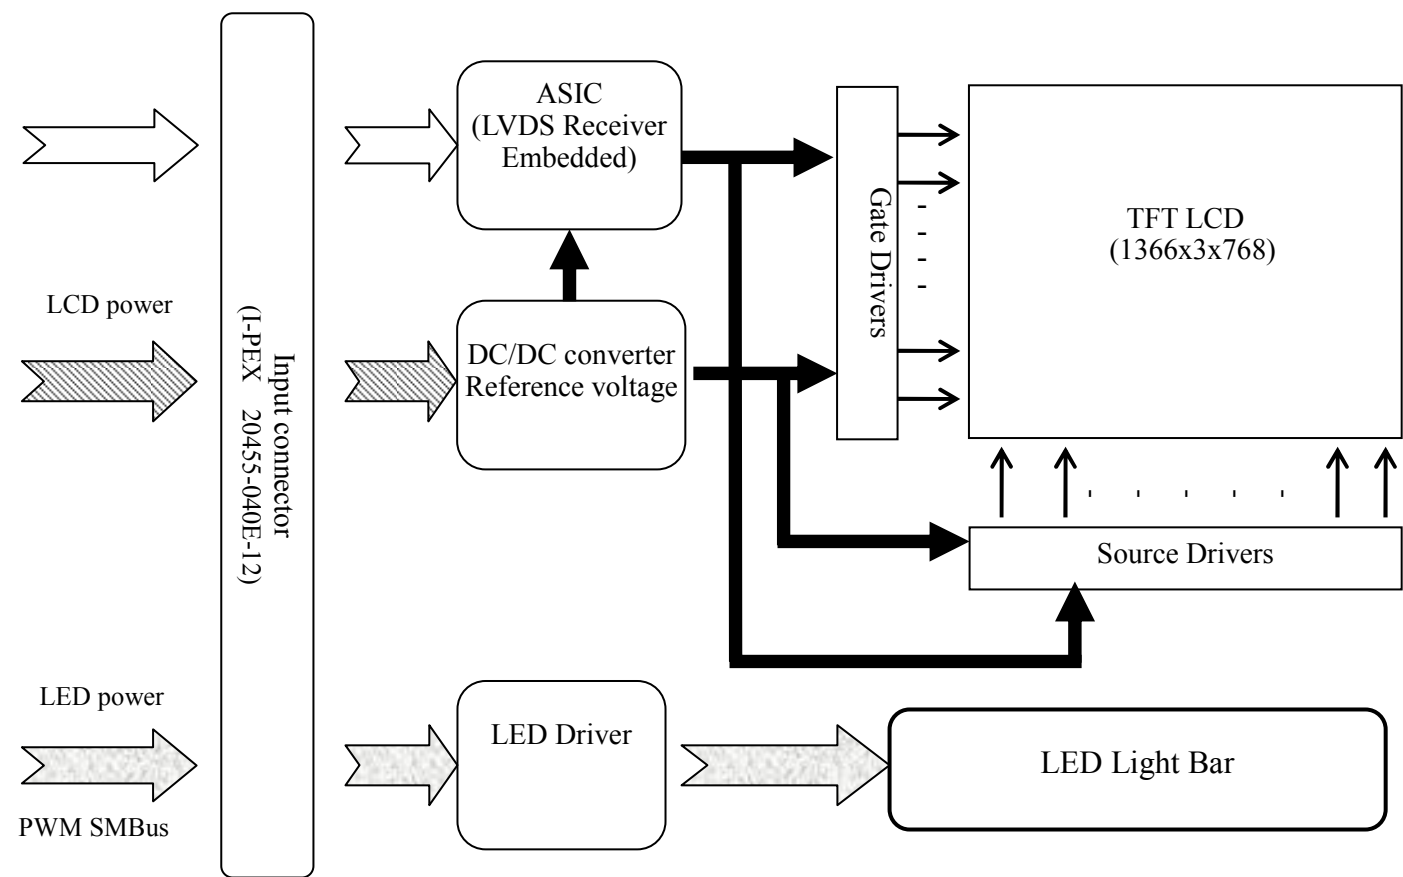 ASIC
(LVDS Receiver
Embedded)
Gate Drivers
TFT LCD
(1366x3x768)
LCD power
Input connector
(I-PEX 20455-040E-12)
DC/DC converter
Reference voltage
Source Drivers
LED power
LED Driver
LED Light Bar
PWM SMBus